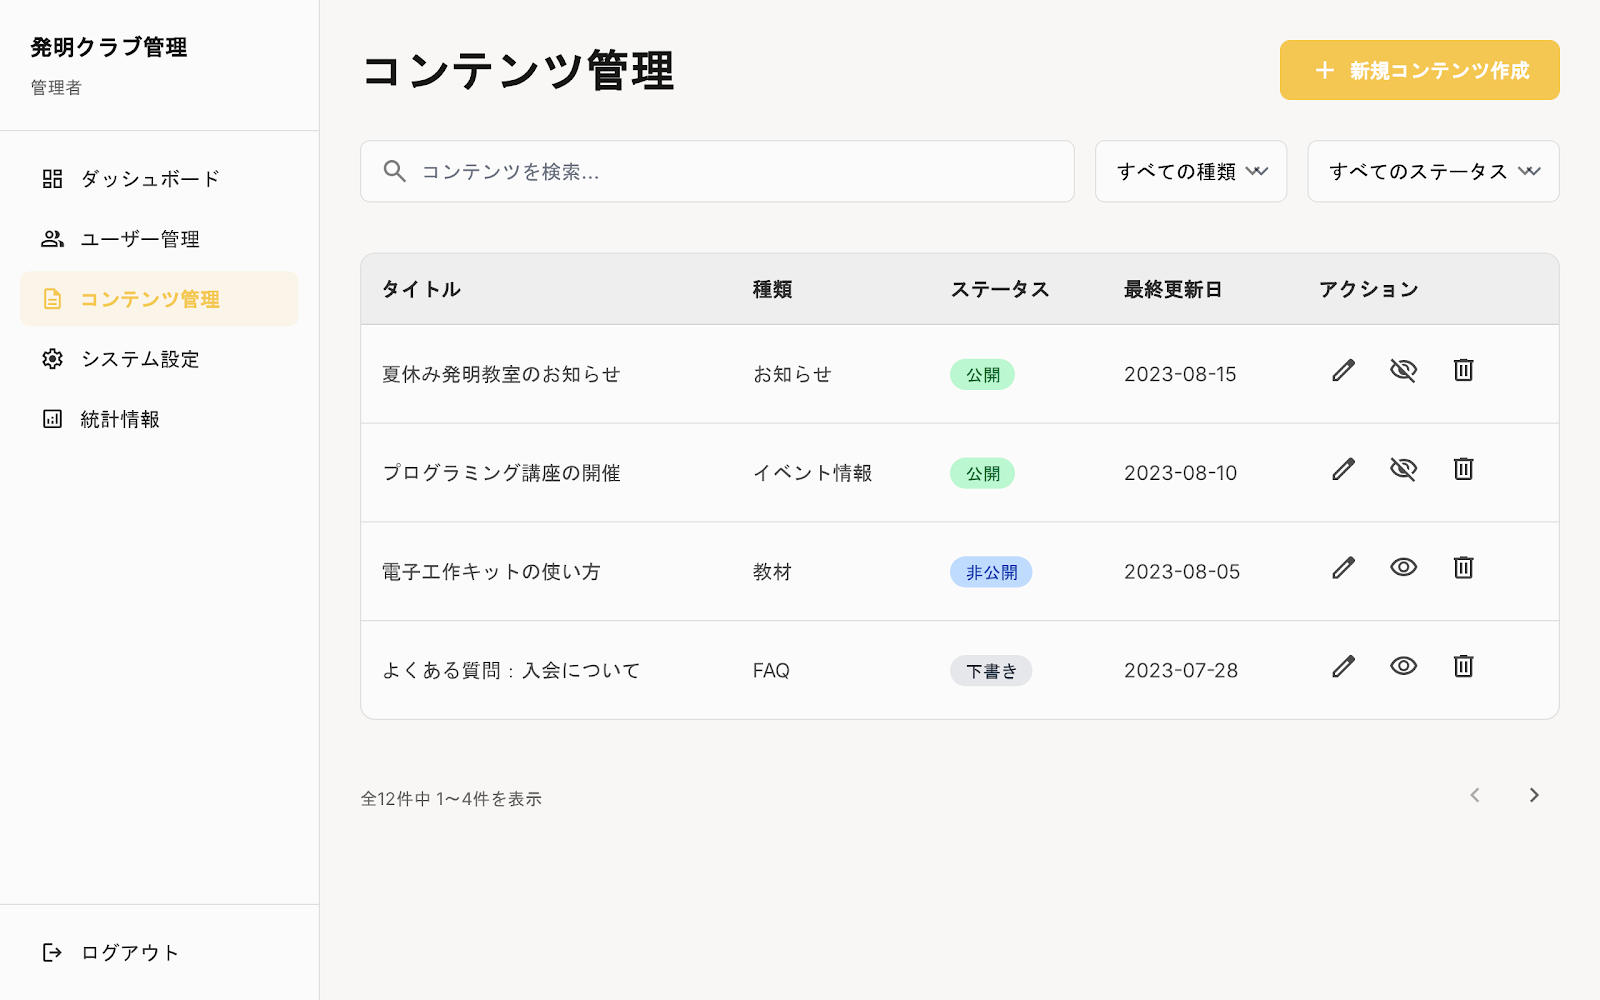 発明クラブ管理
管理者
ダッシュボード
ユーザー管理
コンテンツ管理
システム設定
統計情報
ログアウト
コンテンツ管理
新規コンテンツ作成
コンテンツを検索...
すべての種類
すべてのステータス
タイトル 種類 ステータス 最終更新日 アクション
夏休み発明教室のお知らせ お知らせ 公開 2023-08-15
プログラミング講座の開催 イベント情報 公開 2023-08-10
電子工作キットの使い方 教材 非公開 2023-08-05
よくある質問：入会について FAQ 下書き 2023-07-28
全12件中 1〜4件を表示